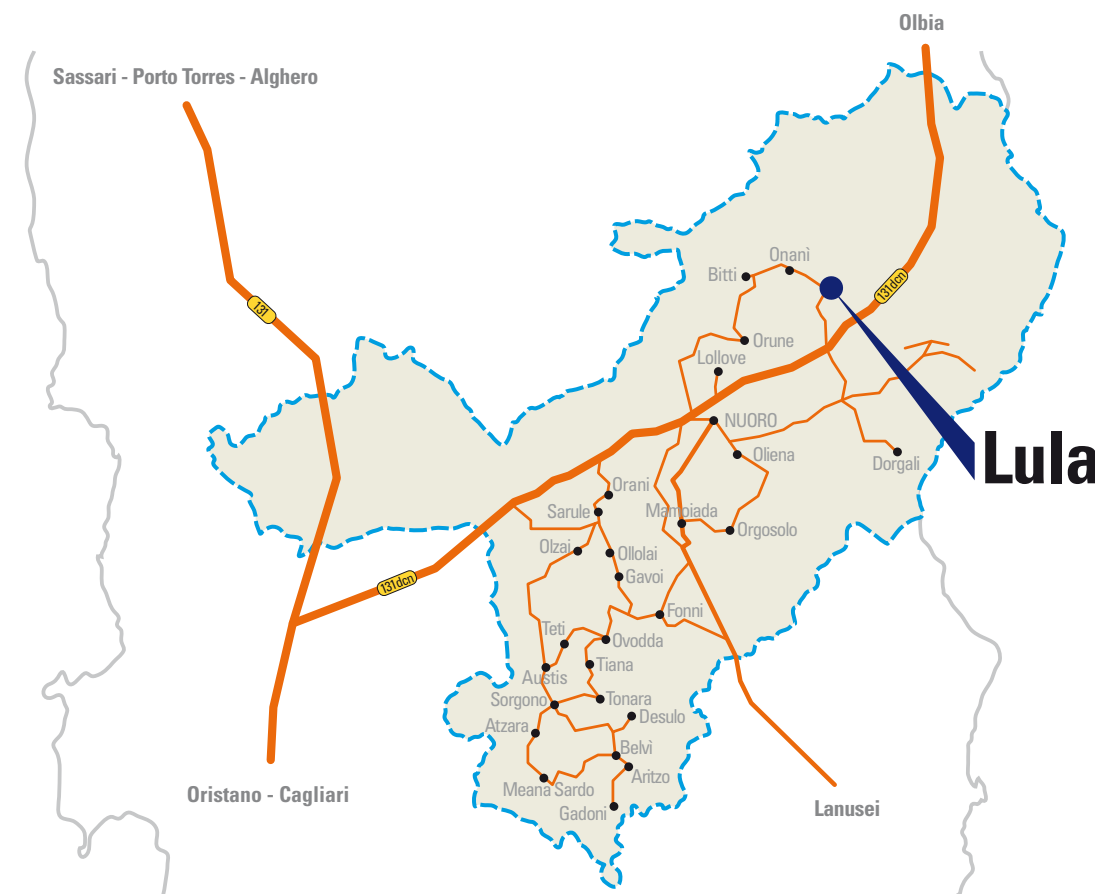 Olbia
Sassari - Porto Torres - Alghero
Onanì
Bitti
131dcn
131
Orune
Lollove
NUORO
Oliena
Dorgali
Lula
Orani
Sarule
Mamoiada
Orgosolo
Olzai
Ollolai
131dcn
Gavoi
Fonni
Teti
Ovodda
Tiana
Austis
Sorgono
Tonara
Desulo
Atzara
Belvì
Aritzo
Meana Sardo
Gadoni
Oristano - Cagliari
Lanusei